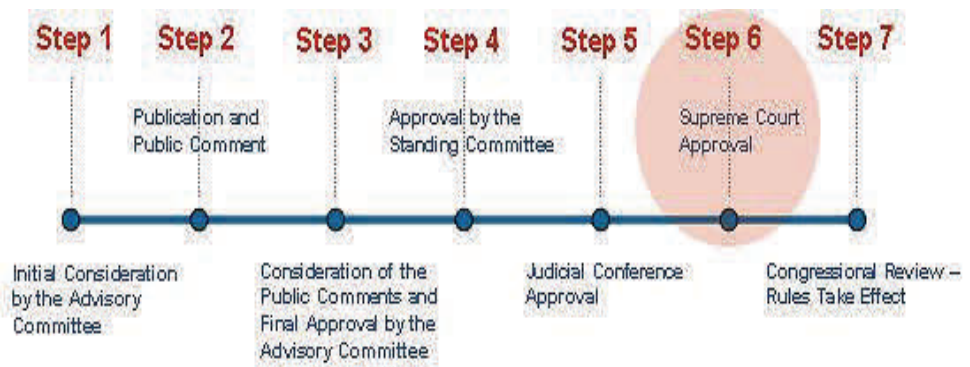 Step 1 Step 2 Step 3 Step 4 Step 5 Step 6 Step 7
Publication and
Public Comment
Approval by the
Standing Committee
Supreme Court
Approval
Initial Consideration
by the Advisory
Committee
Consideration of the
Public Comments and
Final Approval by the
Advisory Committee
Judicial Conference
Approval
Congressional Review –
Rules Take Effect